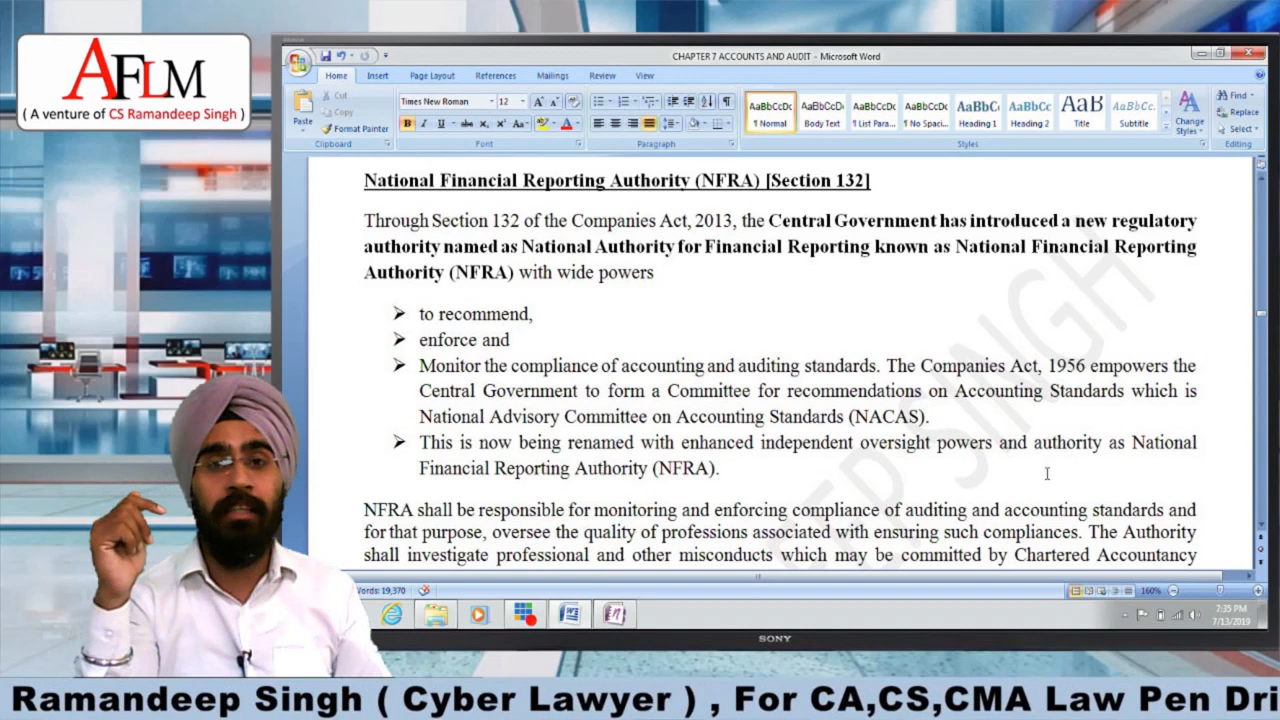 AFLM
( A venture of CS Ramandeep Singh )
CHAPTER 7 ACCOUNTS AND AUDIT - Microsoft Word
Home Insert Page Layout References Mailings Review View
Paste
Cut
Copy
Format Painter
Clipboard
Times New Roman 12
Font
Paragraph
AaBbCcDc AaBbCcDc AaBbCcDc AaBbCcDc AaBbC AaBbCc AaB AaBbCc.
¶ Normal Body Text ¶ List Para... ¶ No Spaci... Heading 1 Heading 2 Title Subtitle
Change
Styles
Styles
Find
Replace
Select
Editing
National Financial Reporting Authority (NFRA) [Section 132]
Through Section 132 of the Companies Act, 2013, the Central Government has introduced a new regulatory
authority named as National Authority for Financial Reporting known as National Financial Reporting
Authority (NFRA) with wide powers
➤ to recommend,
➤ enforce and
➤ Monitor the compliance of accounting and auditing standards. The Companies Act, 1956 empowers the
Central Government to form a Committee for recommendations on Accounting Standards which is
National Advisory Committee on Accounting Standards (NACAS).
➤ This is now being renamed with enhanced independent oversight powers and authority as National
Financial Reporting Authority (NFRA).
NFRA shall be responsible for monitoring and enforcing compliance of auditing and accounting standards and
for that purpose, oversee the quality of professions associated with ensuring such compliances. The Authority
shall investigate professional and other misconducts which may be committed by Chartered Accountancy
EEP SINGH
Words: 19,370
160%
7:35 PM
7/13/2019
SONY
Ramandeep Singh ( Cyber Lawyer ) , For CA,CS,CMA Law Pen Dri